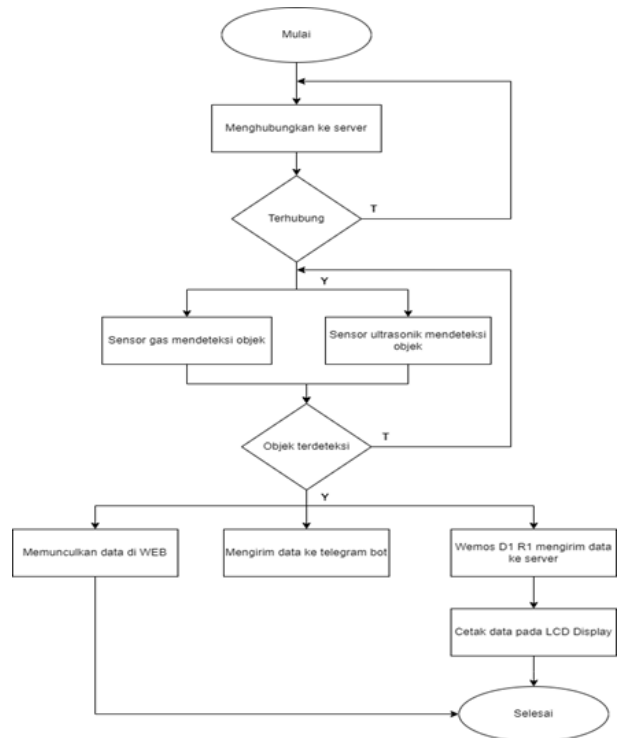 Mulai
Menghubungkan ke server
Terhubung
T
Y
Sensor gas mendeteksi objek
Sensor ultrasonik mendeteksi
objek
Objek terdeteksi
T
Y
Memunculkan data di WEB
Mengirim data ke telegram bot
Wemos D1 R1 mengirim data
ke server
Cetak data pada LCD Display
Selesai